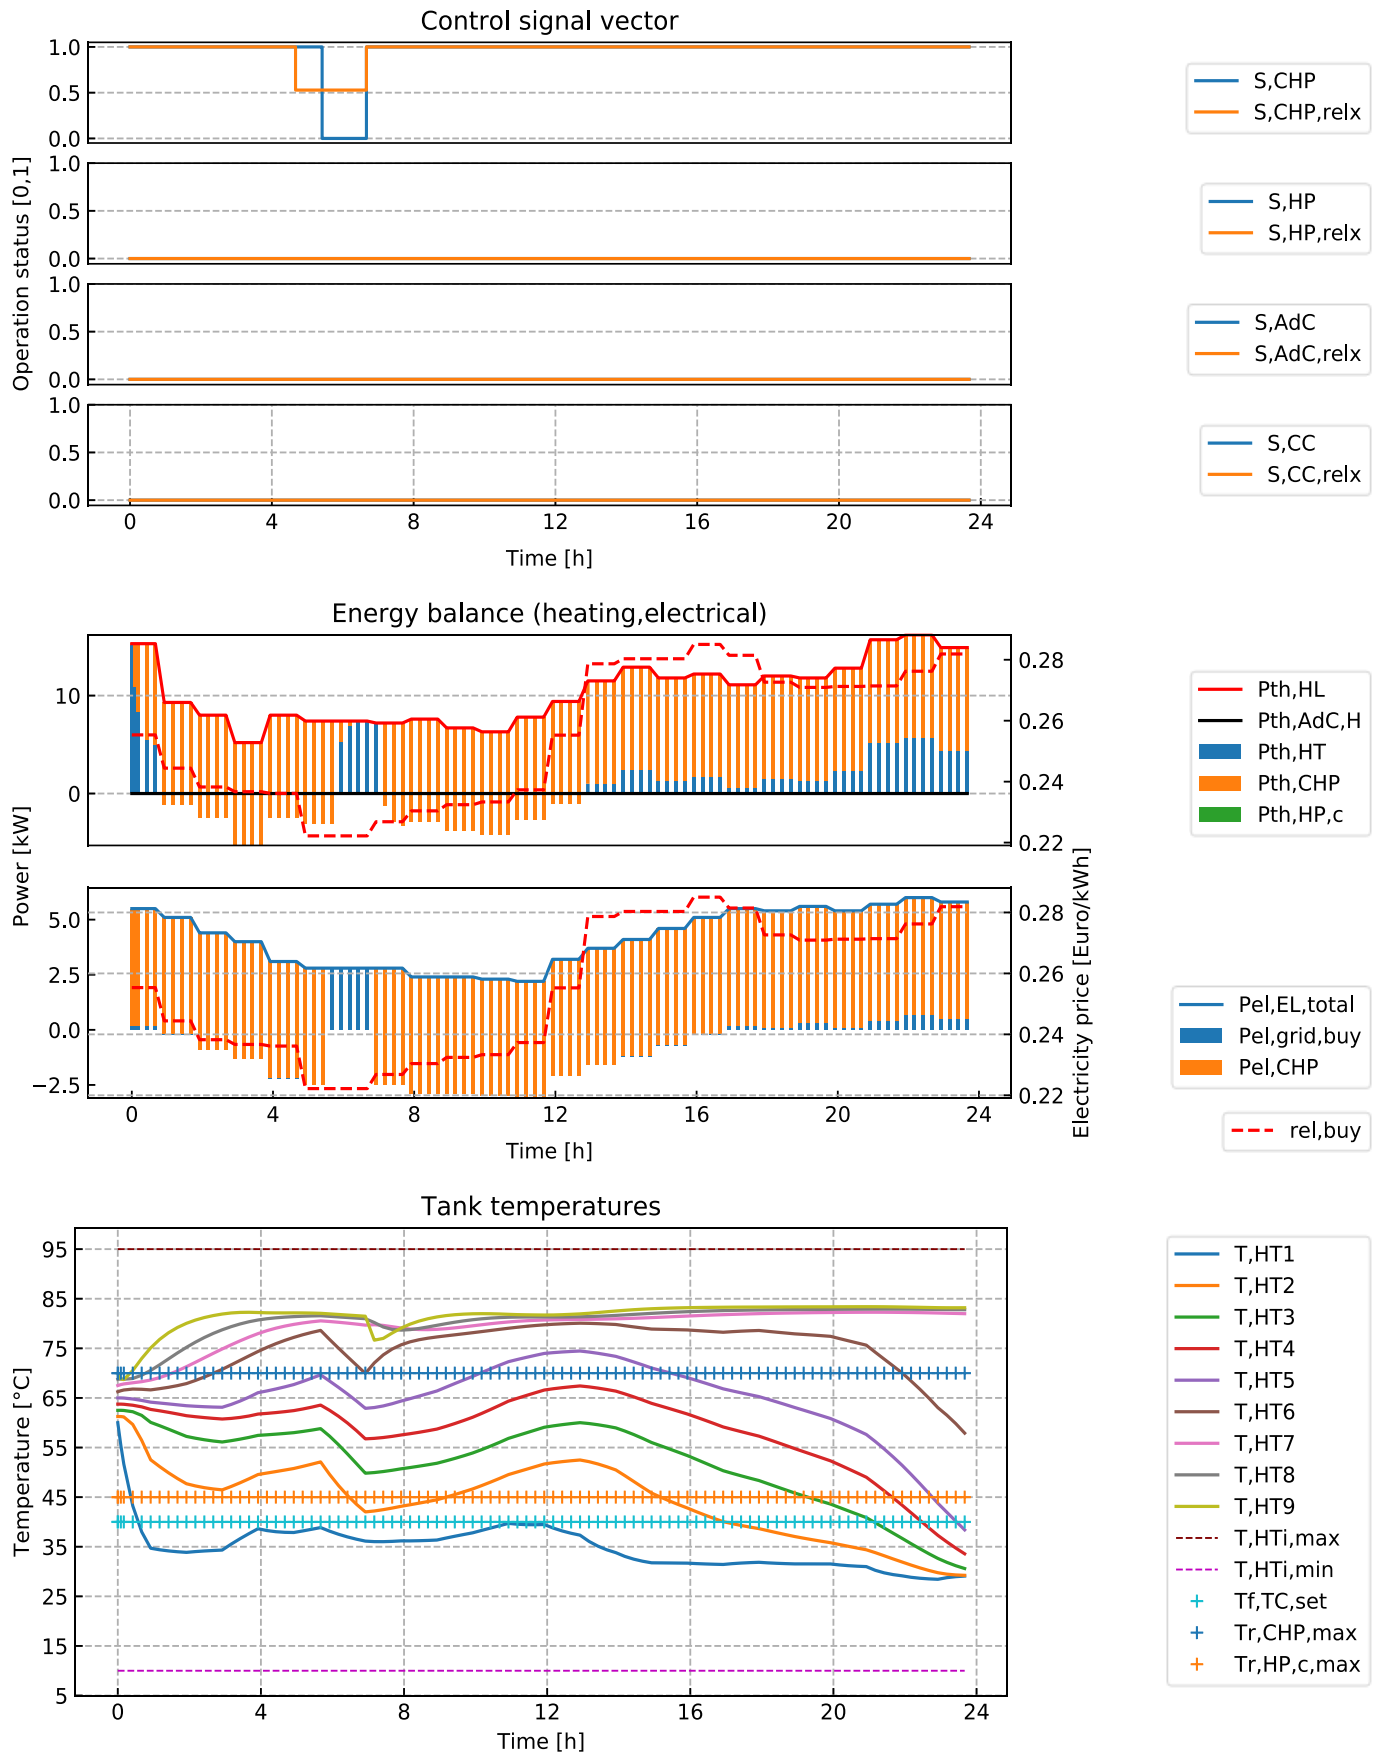 Control signal vector
1.0
0.5
0.0
S,CHP
S,CHP,relx
Operation status [0,1]
1.0
0.5
0.0
S,HP
S,HP,relx
1.0
0.5
0.0
S,AdC
S,AdC,relx
1.0
0.5
0.0
S,CC
S,CC,relx
0 4 8 12 16 20 24
Time [h]
Energy balance (heating,electrical)
10
0
0.28
0.26
0.24
0.22
Pth,HL
Pth,AdC,H
Pth,HT
Pth,CHP
Pth,HP,c
Power [kW]
Electricity price [Euro/kWh]
5.0
2.5
0.0
−2.5
0.28
0.26
0.24
0.22
Pel,EL,total
Pel,grid,buy
Pel,CHP
rel,buy
0 4 8 12 16 20 24
Time [h]
Tank temperatures
Temperature [°C]
95
85
75
65
55
45
35
25
15
5
T,HT1
T,HT2
T,HT3
T,HT4
T,HT5
T,HT6
T,HT7
T,HT8
T,HT9
T,HTi,max
T,HTi,min
Tf,TC,set
Tr,CHP,max
Tr,HP,c,max
0 4 8 12 16 20 24
Time [h]